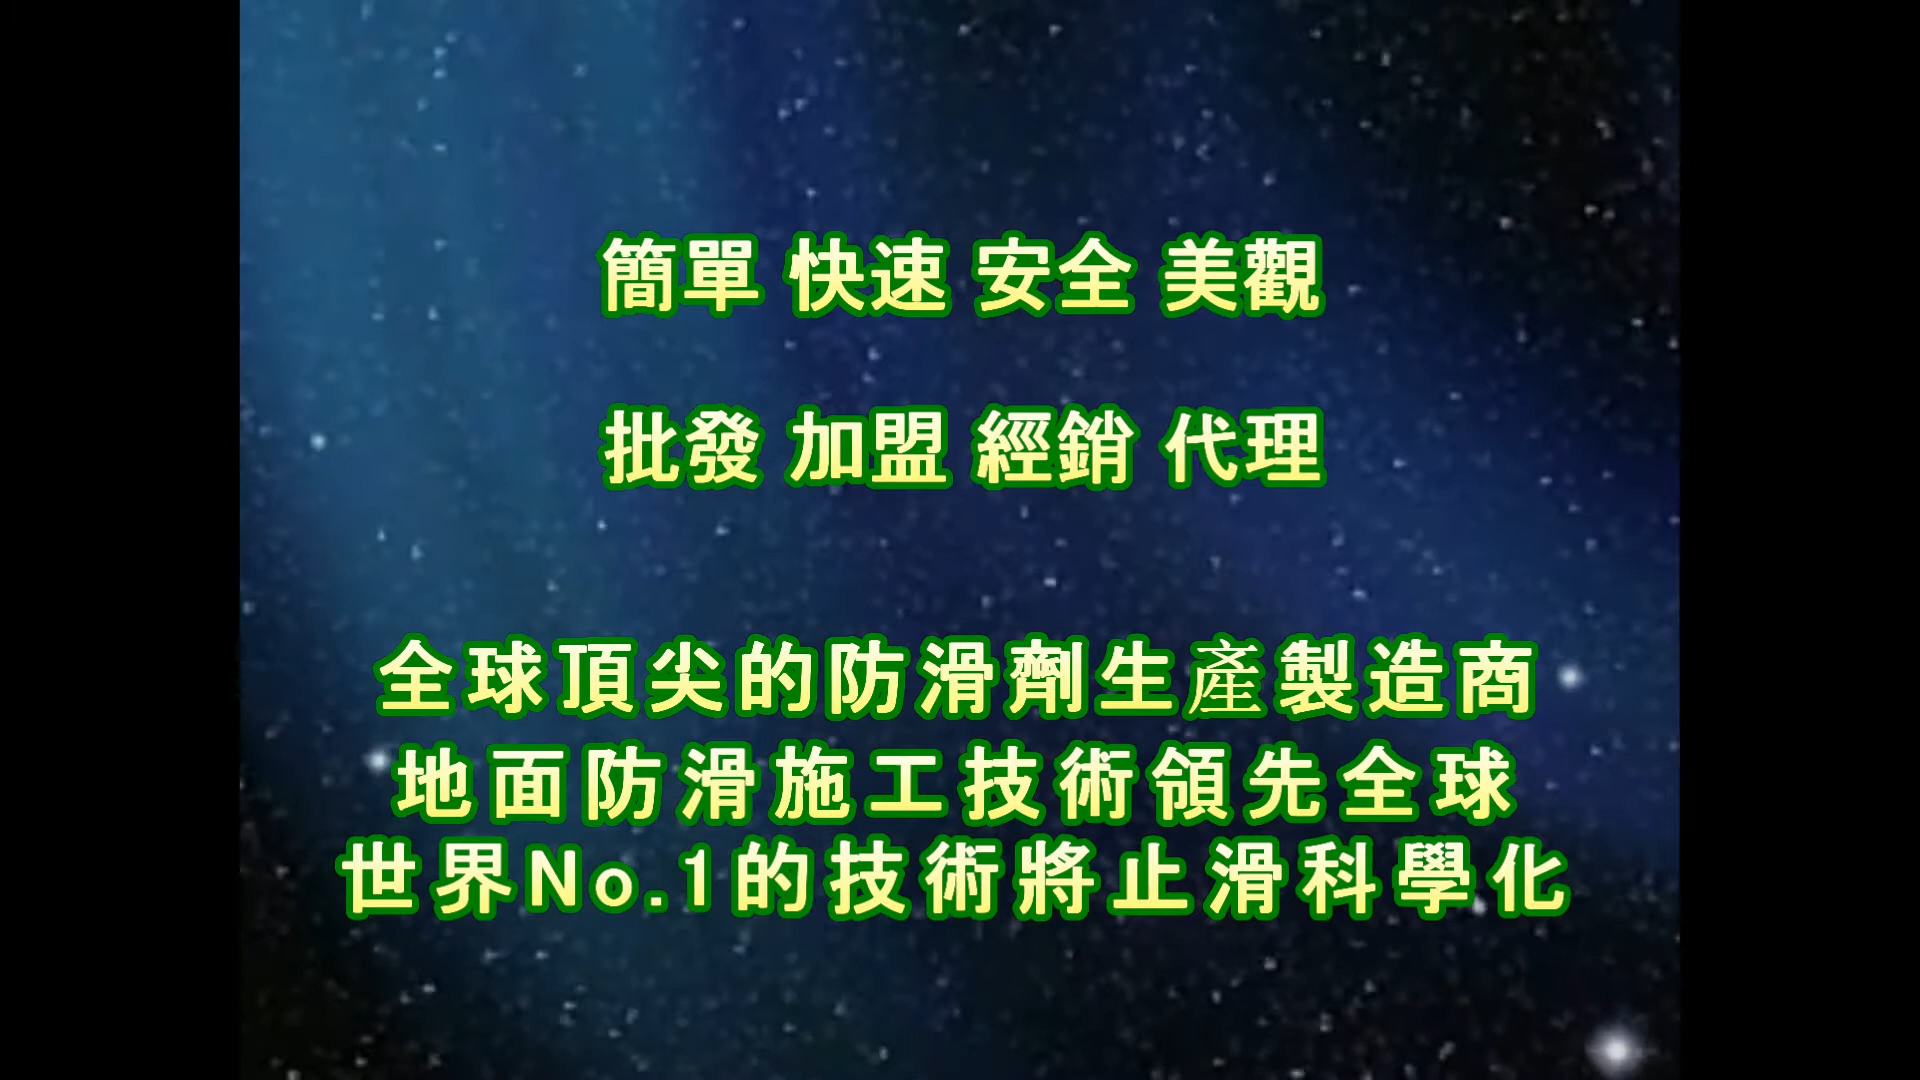 簡單 快速 安全 美觀
批發 加盟 經銷 代理
全球頂尖的防滑劑生產製造商
地面防滑施工技術領先全球
世界No.1的技術將止滑科學化